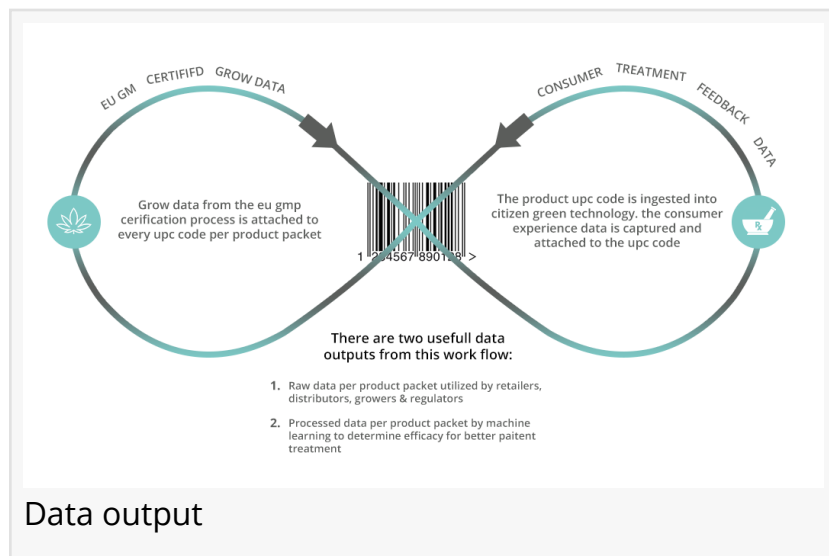 EU GM CERTIFIFD GROW DATA
CONSUMER TREATMENT FEEDBACK DATA
Grow data from the eu gmp
cerification process is attached to
every upc code per product packet
The product upc code is ingested into
citizen green technology. the consumer
experience data is captured and
attached to the upc code
℞
1 234567 890128 >
There are two usefull data
outputs from this work flow:
1. Raw data per product packet utilized by retailers,
distributors, growers & regulators
2. Processed data per product packet by machine
learning to determine efficacy for better paitent
treatment
Data output